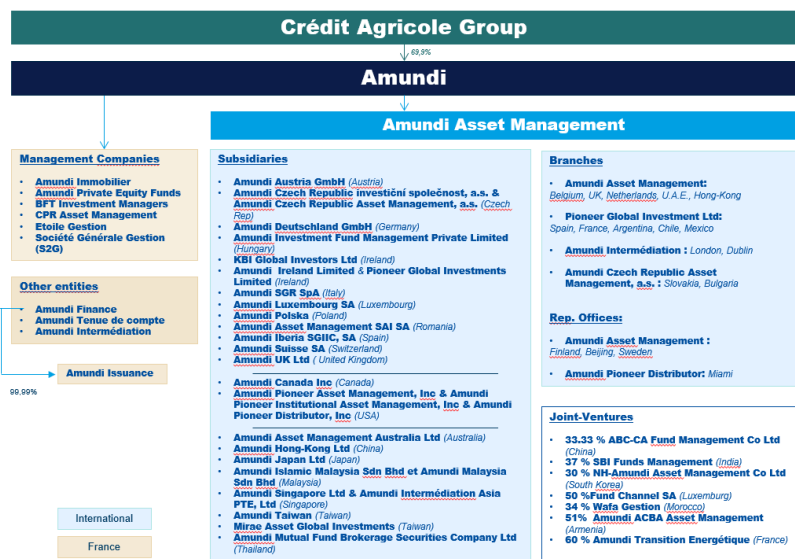 Crédit Agricole Group
69,9%
Amundi
Amundi Asset Management
Management Companies
• Amundi Immobilier
• Amundi Private Equity Funds
• BFT Investment Managers
• CPR Asset Management
• Etoile Gestion
• Société Générale Gestion
(S2G)
Other entities
• Amundi Finance
• Amundi Tenue de compte
• Amundi Intermédiation
Amundi Issuance
99,99%
International
France
Subsidiaries
• Amundi Austria GmbH (Austria)
• Amundi Czech Republic investiční společnost, a.s. &
Amundi Czech Republic Asset Management, a.s. (Czech
Rep)
• Amundi Deutschland GmbH (Germany)
• Amundi Investment Fund Management Private Limited
(Hungary)
• KBI Global Investors Ltd (Ireland)
• Amundi Ireland Limited & Pioneer Global Investments
Limited (Ireland)
• Amundi SGR SpA (Italy)
• Amundi Luxembourg SA (Luxembourg)
• Amundi Polska (Poland)
• Amundi Asset Management SAI SA (Romania)
• Amundi Iberia SGIIC, SA (Spain)
• Amundi Suisse SA (Switzerland)
• Amundi UK Ltd ( United Kingdom)
• Amundi Canada Inc (Canada)
• Amundi Pioneer Asset Management, Inc & Amundi
Pioneer Institutional Asset Management, Inc & Amundi
Pioneer Distributor, Inc (USA)
• Amundi Asset Management Australia Ltd (Australia)
• Amundi Hong-Kong Ltd (China)
• Amundi Japan Ltd (Japan)
• Amundi Islamic Malaysia Sdn Bhd et Amundi Malaysia
Sdn Bhd (Malaysia)
• Amundi Singapore Ltd & Amundi Intermédiation Asia
PTE, Ltd (Singapore)
• Amundi Taiwan (Taiwan)
• Mirae Asset Global Investments (Taiwan)
• Amundi Mutual Fund Brokerage Securities Company Ltd
(Thailand)
Branches
• Amundi Asset Management:
Belgium, UK, Netherlands, U.A.E., Hong-Kong
• Pioneer Global Investment Ltd:
Spain, France, Argentina, Chile, Mexico
• Amundi Intermédiation : London, Dublin
• Amundi Czech Republic Asset
Management, a.s. : Slovakia, Bulgaria
Rep. Offices:
• Amundi Asset Management :
Finland, Beijing, Sweden
• Amundi Pioneer Distributor: Miami
Joint-Ventures
• 33.33 % ABC-CA Fund Management Co Ltd
(China)
• 37 % SBI Funds Management (India)
• 30 % NH-Amundi Asset Management Co Ltd
(South Korea)
• 50 %Fund Channel SA (Luxemburg)
• 34 % Wafa Gestion (Morocco)
• 51% Amundi ACBA Asset Management
(Armenia)
• 60 % Amundi Transition Energétique (France)